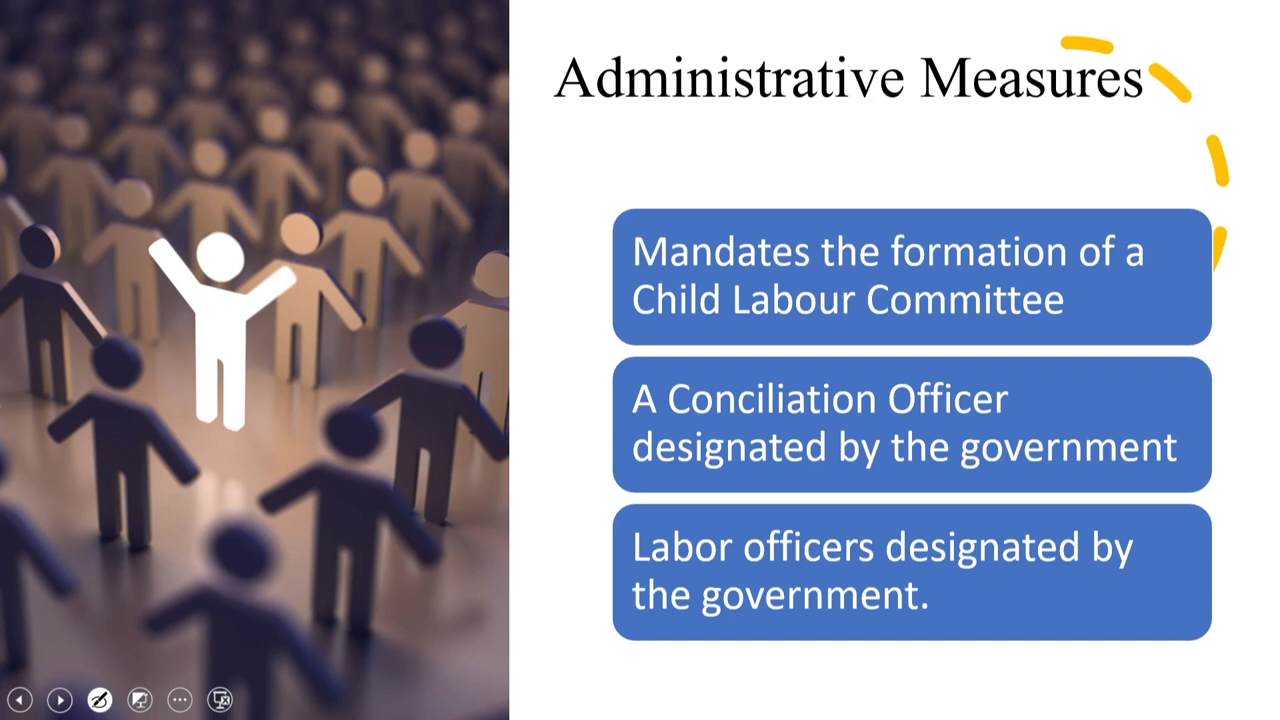 Administrative Measures
Mandates the formation of a
Child Labour Committee
A Conciliation Officer
designated by the government
Labor officers designated by
the government.